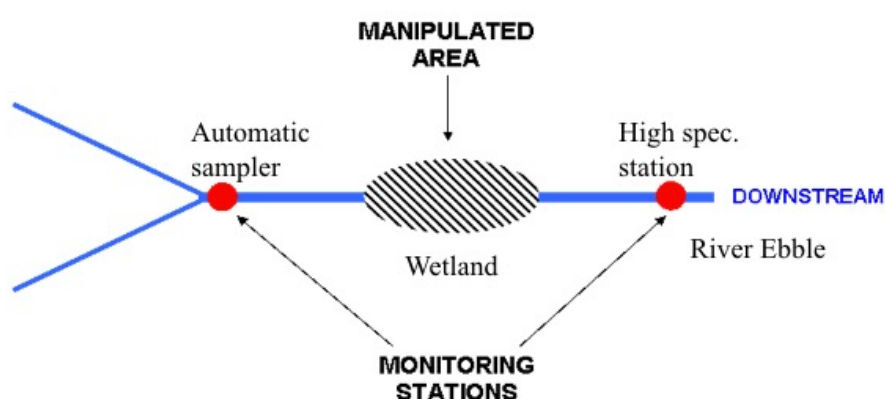 MANIPULATED
AREA
Automatic
sampler
High spec.
station
DOWNSTREAM
River Ebble
Wetland
MONITORING
STATIONS